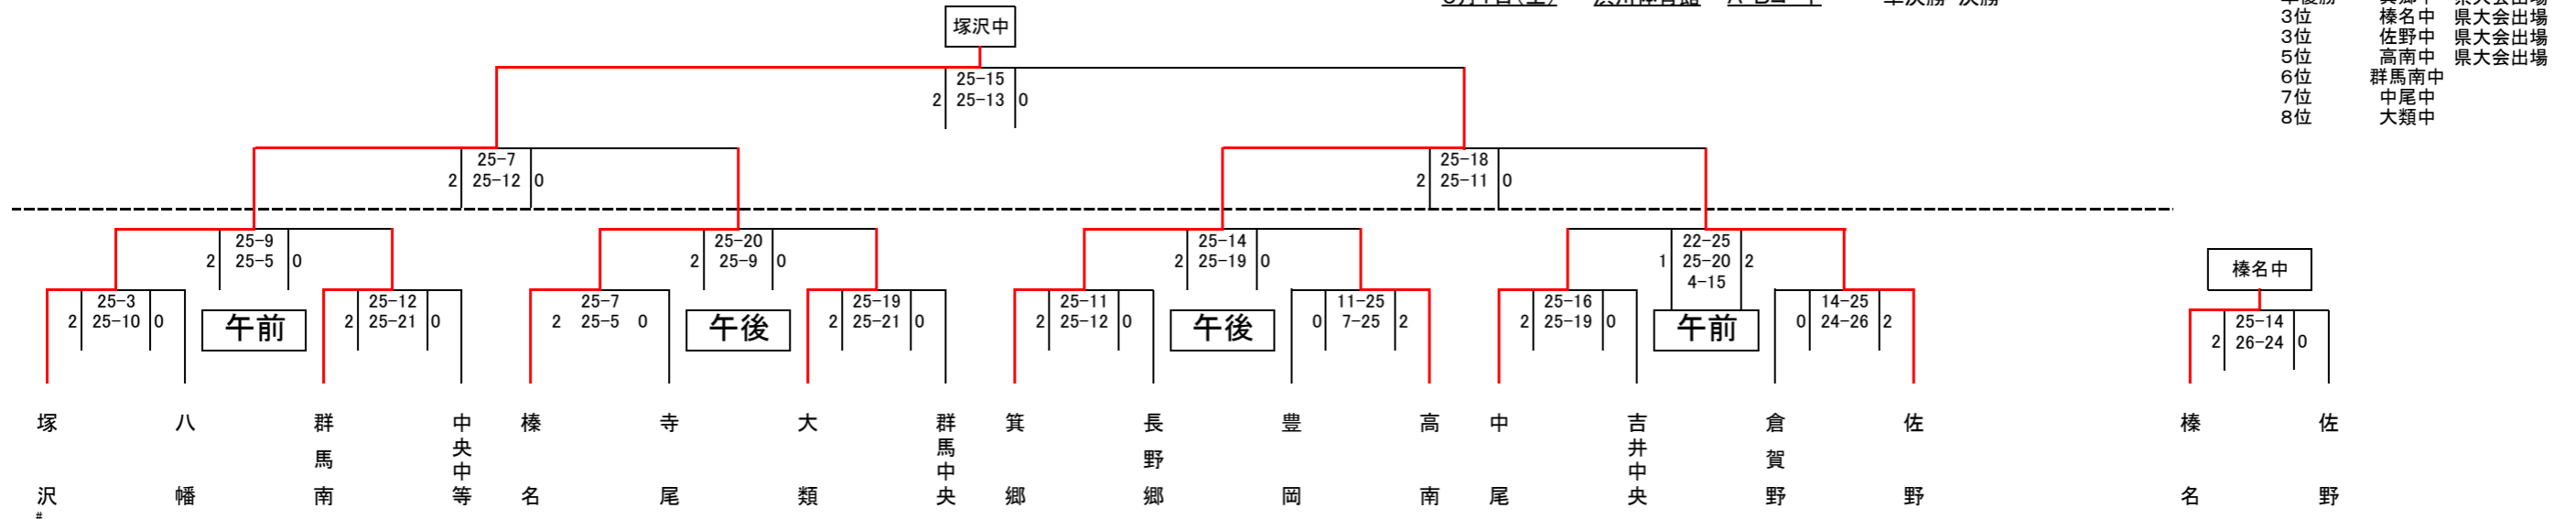 塚沢中
3位 榛名中 県大会出場
3位 佐野中 県大会出場
5位 高南中 県大会出場
6位 群馬南中
7位 中尾中
8位 大類中
25-15
2 25-13 0
25-7
2 25-12 0
25-18
2 25-11 0
25-9
2 25-5 0
25-20
2 25-9 0
25-14
2 25-19 0
22-25
1 25-20 2
4-15
榛名中
25-3
2 25-10 0
午前
25-12
2 25-21 0
25-7
2 25-5 0
午後
25-19
2 25-21 0
25-11
2 25-12 0
午後
11-25
0 7-25 2
25-16
2 25-19 0
午前
14-25
0 24-26 2
25-14
2 26-24 0
塚沢
八幡
群馬南
中央中等
榛名
寺尾
大類
群馬中央
箕郷
長野郷
豊岡
高南
中尾
吉井中央
倉賀野
佐野
榛名
佐野
#